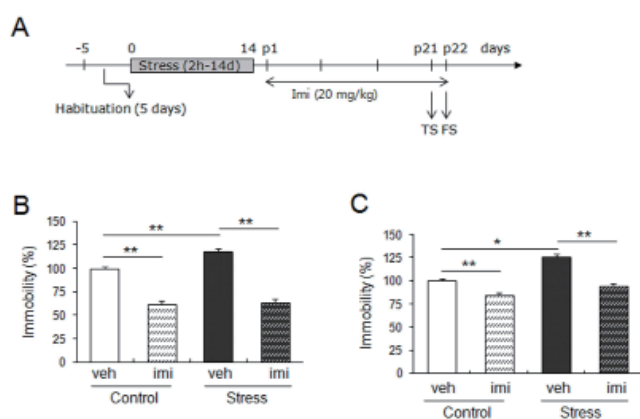 A
-5 0 14 p1 p21 p22 days
Stress (2h-14d)
Habituation (5 days)
Imi (20 mg/kg)
TS FS
B
Immobility (%)
150
125
100
75
50
25
0
**
**
**
veh imi veh imi
Control Stress
C
Immobility (%)
150
125
100
75
50
25
0
*
**
**
veh imi veh imi
Control Stress